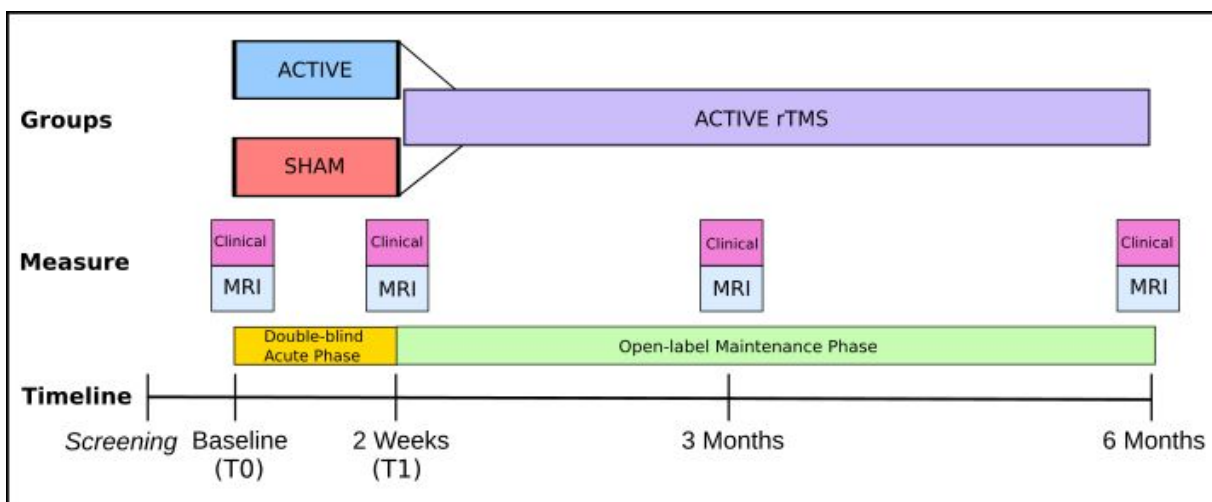 ACTIVE
Groups
ACTIVE rTMS
SHAM
Clinical Clinical Clinical Clinical
Measure
MRI MRI MRI MRI
Double-blind
Acute Phase
Open-label Maintenance Phase
Timeline
Screening Baseline 2 Weeks 3 Months 6 Months
(T0) (T1)